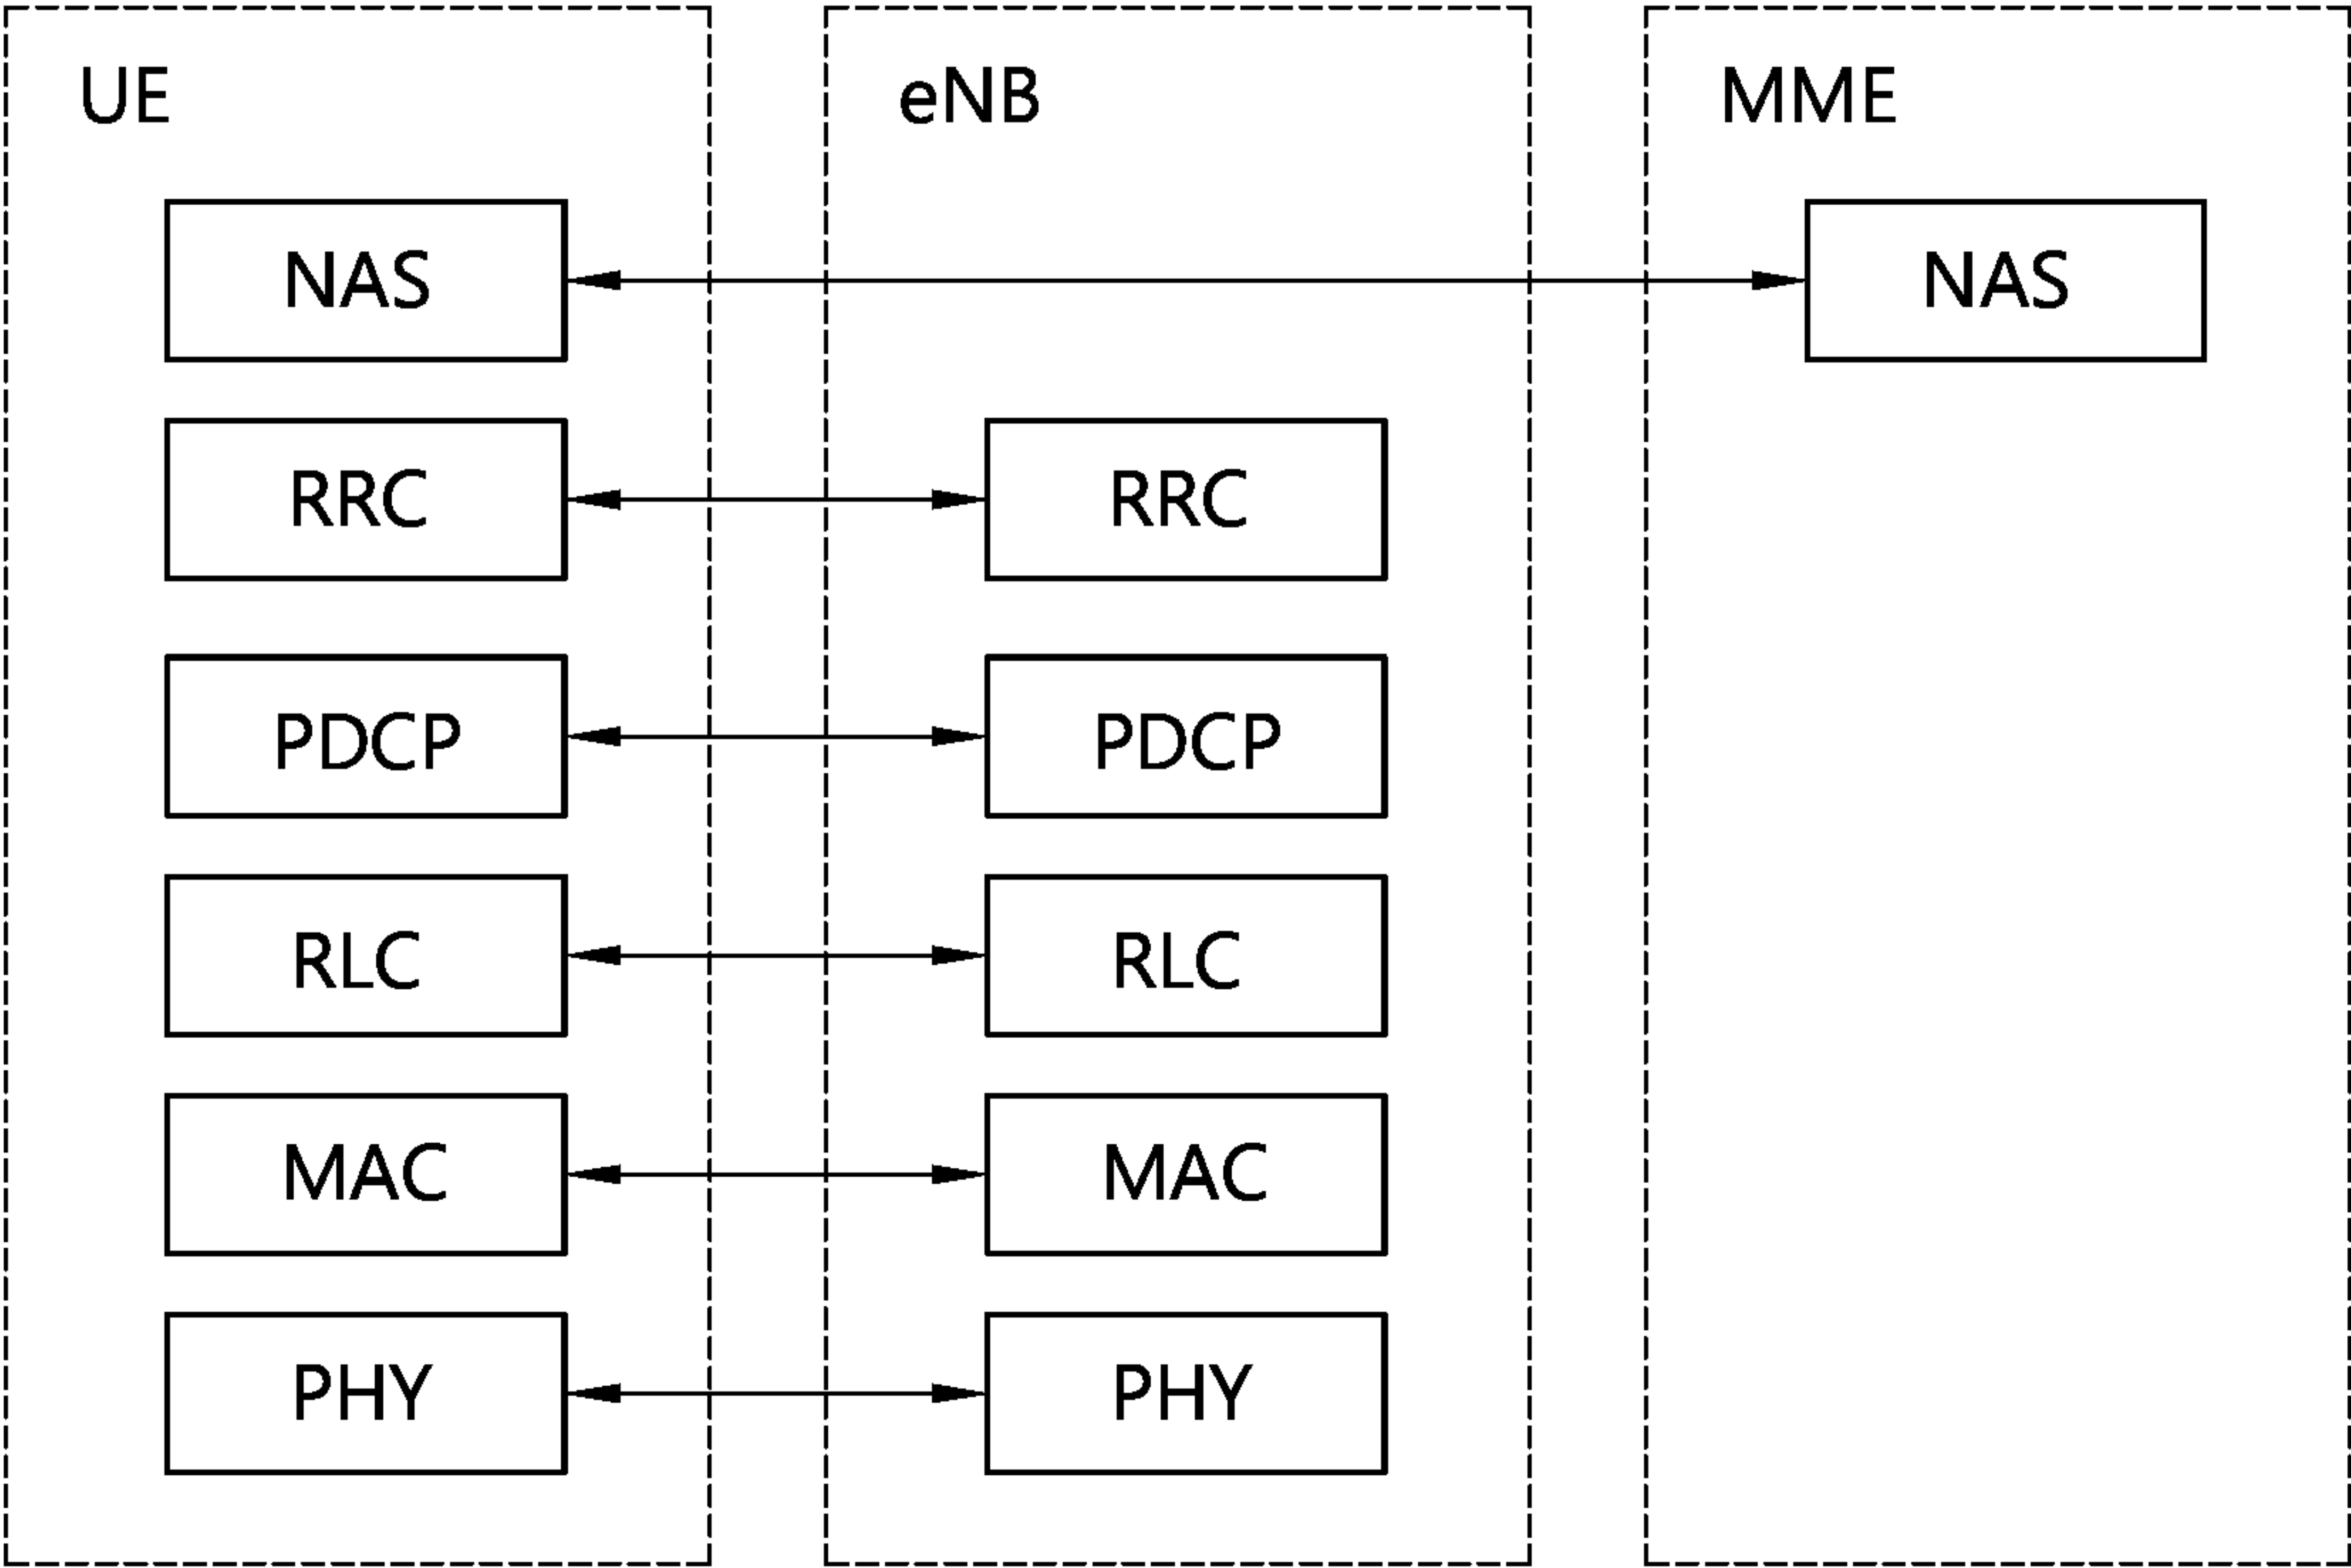 UE
eNB
MME
NAS
NAS
RRC
RRC
PDCP
PDCP
RLC
RLC
MAC
MAC
PHY
PHY